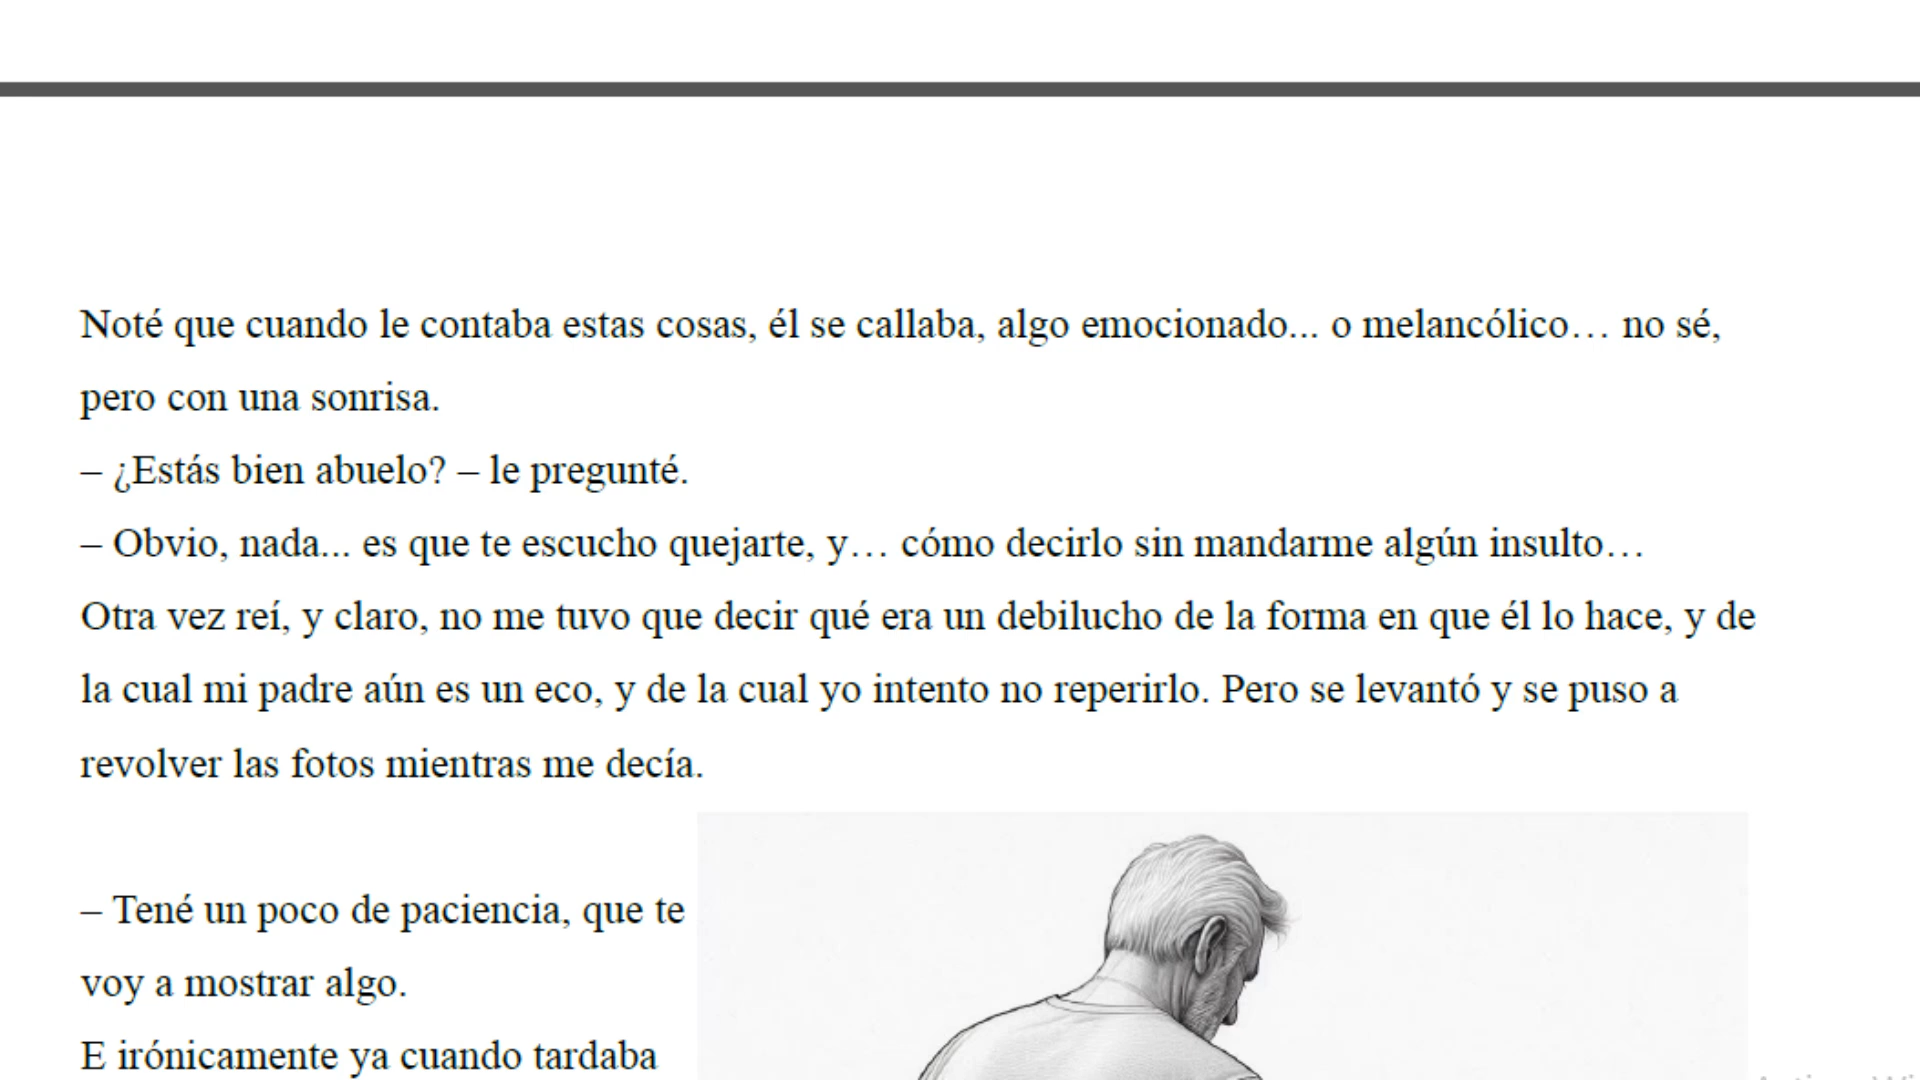 Noté que cuando le contaba estas cosas, él se callaba, algo emocionado... o melancólico… no sé,
pero con una sonrisa.
– ¿Estás bien abuelo? – le pregunté.
– Obvio, nada... es que te escucho quejarte, y… cómo decirlo sin mandarme algún insulto…
Otra vez reí, y claro, no me tuvo que decir qué era un debilucho de la forma en que él lo hace, y de
la cual mi padre aún es un eco, y de la cual yo intento no reperirlo. Pero se levantó y se puso a
revolver las fotos mientras me decía.
– Tené un poco de paciencia, que te
voy a mostrar algo.
E irónicamente ya cuando tardaba